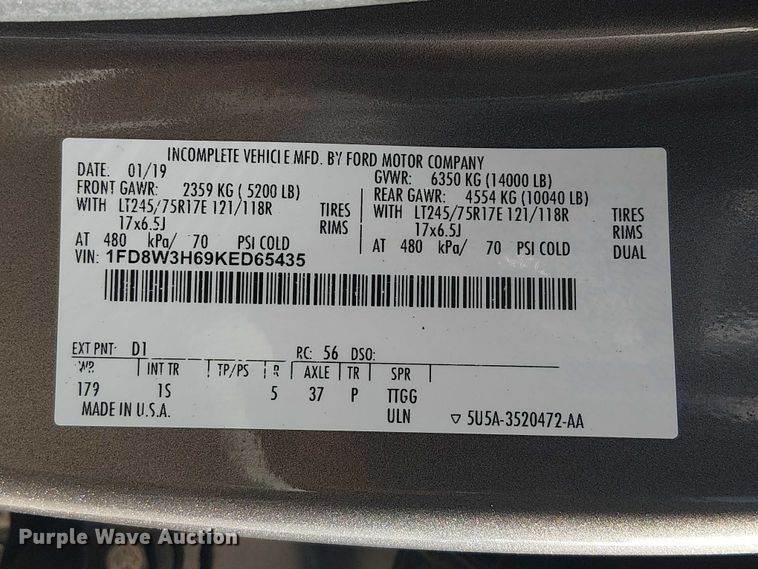 INCOMPLETE VEHICLE MFD. BY FORD MOTOR COMPANY
DATE: 01/19 GVWR: 6350 KG (14000 LB)
FRONT GAWR: 2359 KG ( 5200 LB) REAR GAWR: 4554 KG (10040 LB)
WITH LT245/75R17E 121/118R TIRES WITH LT245/75R17E 121/118R TIRES
17x6.5J RIMS 17x6.5J RIMS
AT 480 kPa/ 70 PSI COLD AT 480 kPa/ 70 PSI COLD DUAL
VIN: 1FD8W3H69KED65435
EXT PNT: D1 RC: 56 DSO:
WB INT TR TP/PS R AXLE TR SPR
179 1S 5 37 P TTGG
MADE IN U.S.A. ULN ▽ 5U5A-3520472-AA
Purple Wave Auction